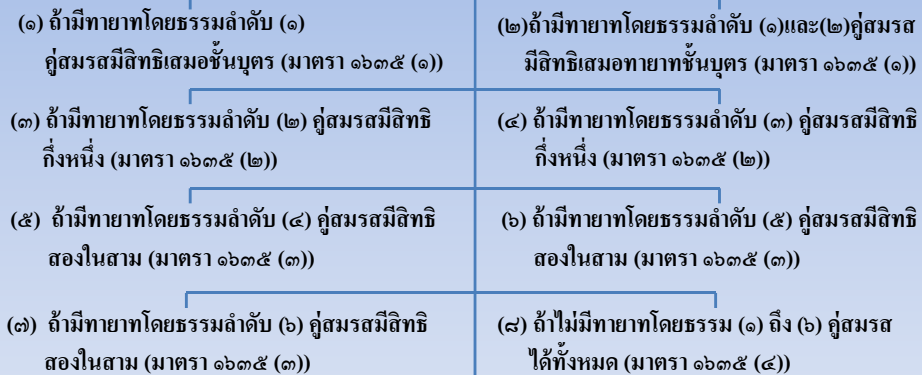 (๑) ถ้ามีทายาทโดยธรรมลำดับ (๑)
คู่สมรสมีสิทธิเสมอชั้นบุตร (มาตรา ๑๖๓๕ (๑))
(๒)ถ้ามีทายาทโดยธรรมลำดับ (๑)และ(๒)คู่สมรส
มีสิทธิเสมอทายาทชั้นบุตร (มาตรา ๑๖๓๕ (๑))
(๓) ถ้ามีทายาทโดยธรรมลำดับ (๒) คู่สมรสมีสิทธิ
กึ่งหนึ่ง (มาตรา ๑๖๓๕ (๒))
(๔) ถ้ามีทายาทโดยธรรมลำดับ (๓) คู่สมรสมีสิทธิ
กึ่งหนึ่ง (มาตรา ๑๖๓๕ (๒))
(๕) ถ้ามีทายาทโดยธรรมลำดับ (๔) คู่สมรสมีสิทธิ
สองในสาม (มาตรา ๑๖๓๕ (๓))
(๖) ถ้ามีทายาทโดยธรรมลำดับ (๕) คู่สมรสมีสิทธิ
สองในสาม (มาตรา ๑๖๓๕ (๓))
(๗) ถ้ามีทายาทโดยธรรมลำดับ (๖) คู่สมรสมีสิทธิ
สองในสาม (มาตรา ๑๖๓๕ (๓))
(๘) ถ้าไม่มีทายาทโดยธรรม (๑) ถึง (๖) คู่สมรส
ได้ทั้งหมด (มาตรา ๑๖๓๕ (๔))